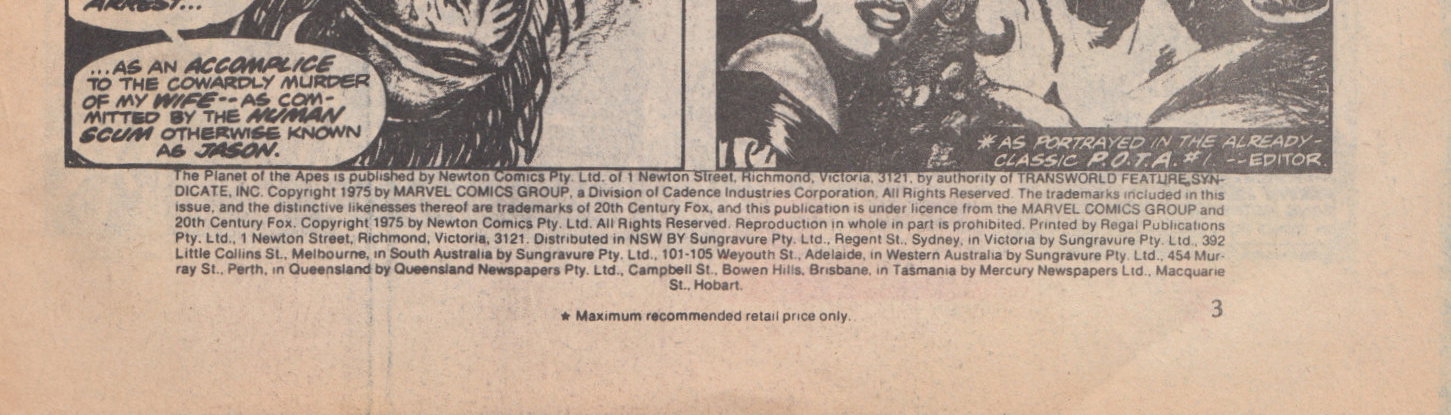 ARREST...
...AS AN ACCOMPLICE
TO THE COWARDLY MURDER
OF MY WIFE--AS COM-
MITTED BY THE HUMAN
SCUM OTHERWISE KNOWN
AS JASON.
* AS PORTRAYED IN THE ALREADY-
CLASSIC P.O.T.A. #1. --EDITOR.
The Planet of the Apes is published by Newton Comics Pty. Ltd. of 1 Newton Street, Richmond, Victoria, 3121, by authority of TRANSWORLD FEATURE SYN-
DICATE, INC. Copyright 1975 by MARVEL COMICS GROUP, a Division of Cadence Industries Corporation. All Rights Reserved. The trademarks included in this
issue, and the distinctive likenesses thereof are trademarks of 20th Century Fox, and this publication is under licence from the MARVEL COMICS GROUP and
20th Century Fox. Copyright 1975 by Newton Comics Pty. Ltd. All Rights Reserved. Reproduction in whole in part is prohibited. Printed by Regal Publications
Pty. Ltd., 1 Newton Street, Richmond, Victoria, 3121. Distributed in NSW BY Sungravure Pty. Ltd., Regent St., Sydney, in Victoria by Sungravure Pty. Ltd., 392
Little Collins St., Melbourne, in South Australia by Sungravure Pty. Ltd., 101-105 Weyouth St., Adelaide, in Western Australia by Sungravure Pty. Ltd., 454 Mur-
ray St., Perth, in Queensland by Queensland Newspapers Pty. Ltd., Campbell St., Bowen Hills, Brisbane, in Tasmania by Mercury Newspapers Ltd., Macquarie
St., Hobart.
★ Maximum recommended retail price only.
3